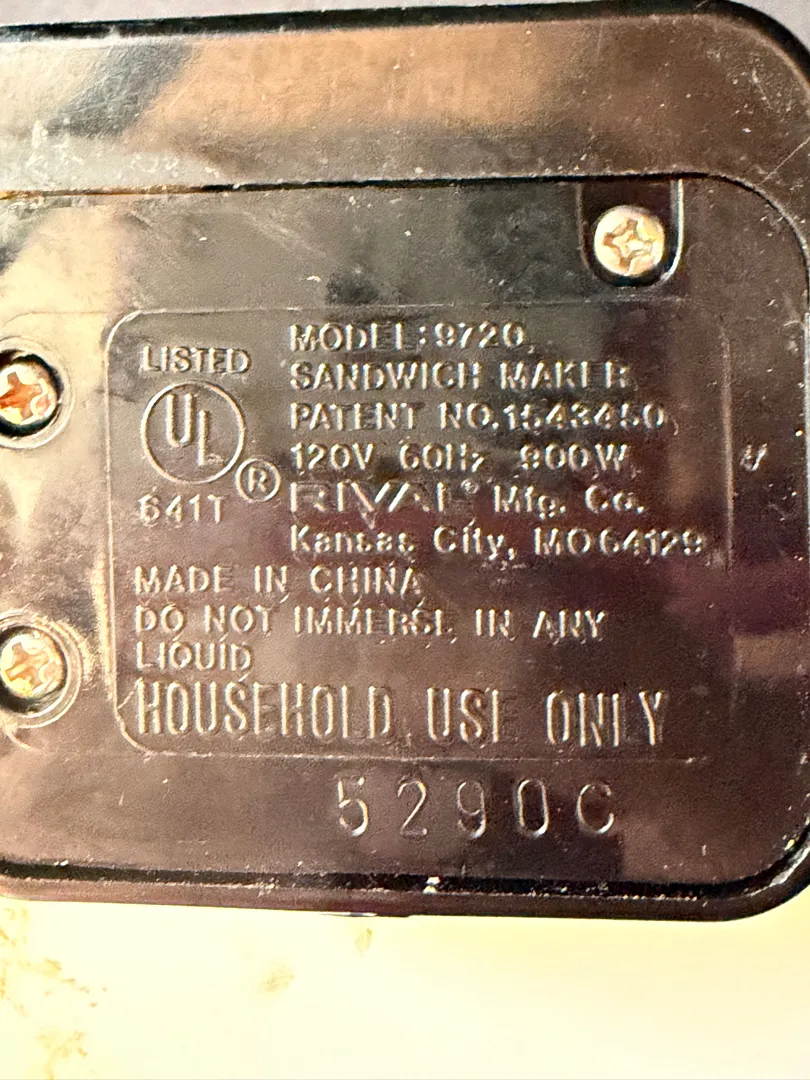 LISTED
UL
®
641T
MODEL:9720
SANDWICH MAKER
PATENT NO.1543450
120V 60Hz 900W
RIVAL® Mfg. Co.
Kansas City, MO 64129
MADE IN CHINA
DO NOT IMMERSE IN ANY
LIQUID
HOUSEHOLD USE ONLY
5290C